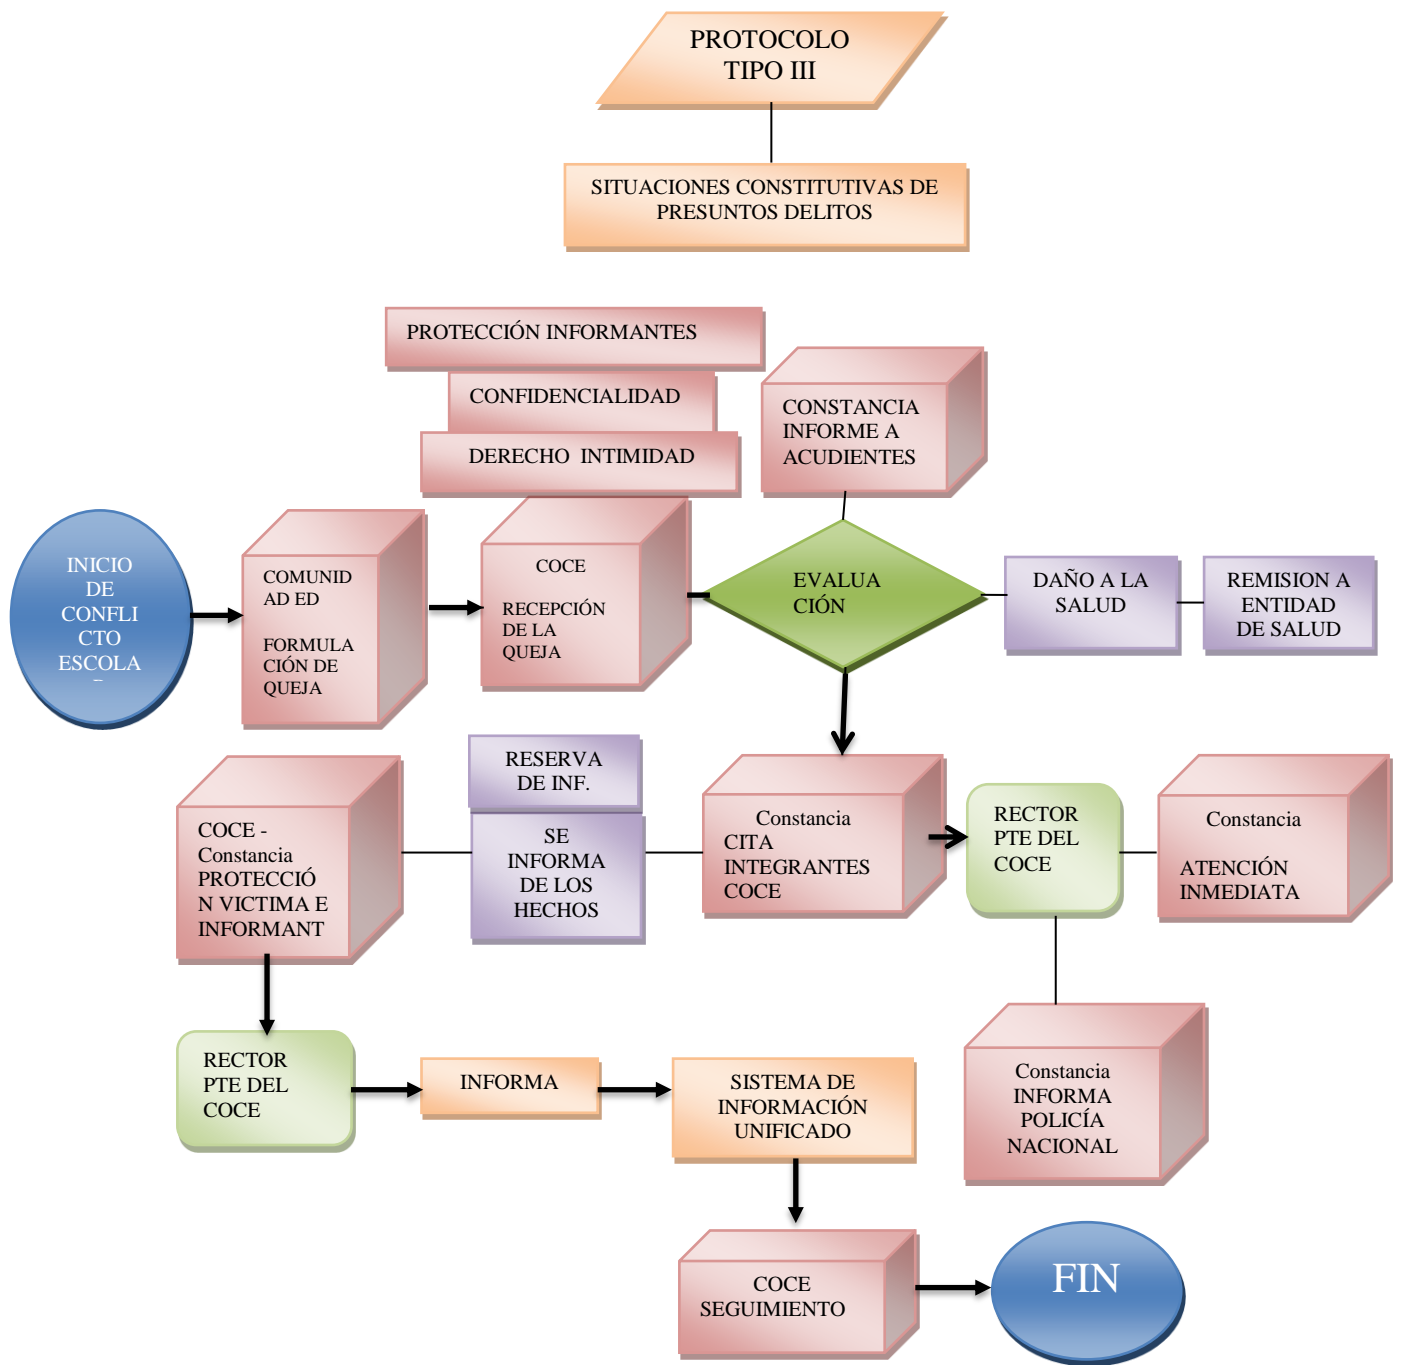 PROTOCOLO
TIPO III
SITUACIONES CONSTITUTIVAS DE
PRESUNTOS DELITOS
PROTECCIÓN INFORMANTES
CONFIDENCIALIDAD
DERECHO INTIMIDAD
CONSTANCIA
INFORME A
ACUDIENTES
INICIO
DE
CONFLI
CTO
ESCOLA
COMUNID
AD ED
FORMULA
CIÓN DE
QUEJA
COCE
RECEPCIÓN
DE LA
QUEJA
EVALUA
CIÓN
DAÑO A LA
SALUD
REMISION A
ENTIDAD
DE SALUD
COCE -
Constancia
PROTECCIÓ
N VICTIMA E
INFORMANT
RESERVA
DE INF.
SE
INFORMA
DE LOS
HECHOS
Constancia
CITA
INTEGRANTES
COCE
RECTOR
PTE DEL
COCE
Constancia
ATENCIÓN
INMEDIATA
RECTOR
PTE DEL
COCE
INFORMA
SISTEMA DE
INFORMACIÓN
UNIFICADO
Constancia
INFORMA
POLICÍA
NACIONAL
COCE
SEGUIMIENTO
FIN